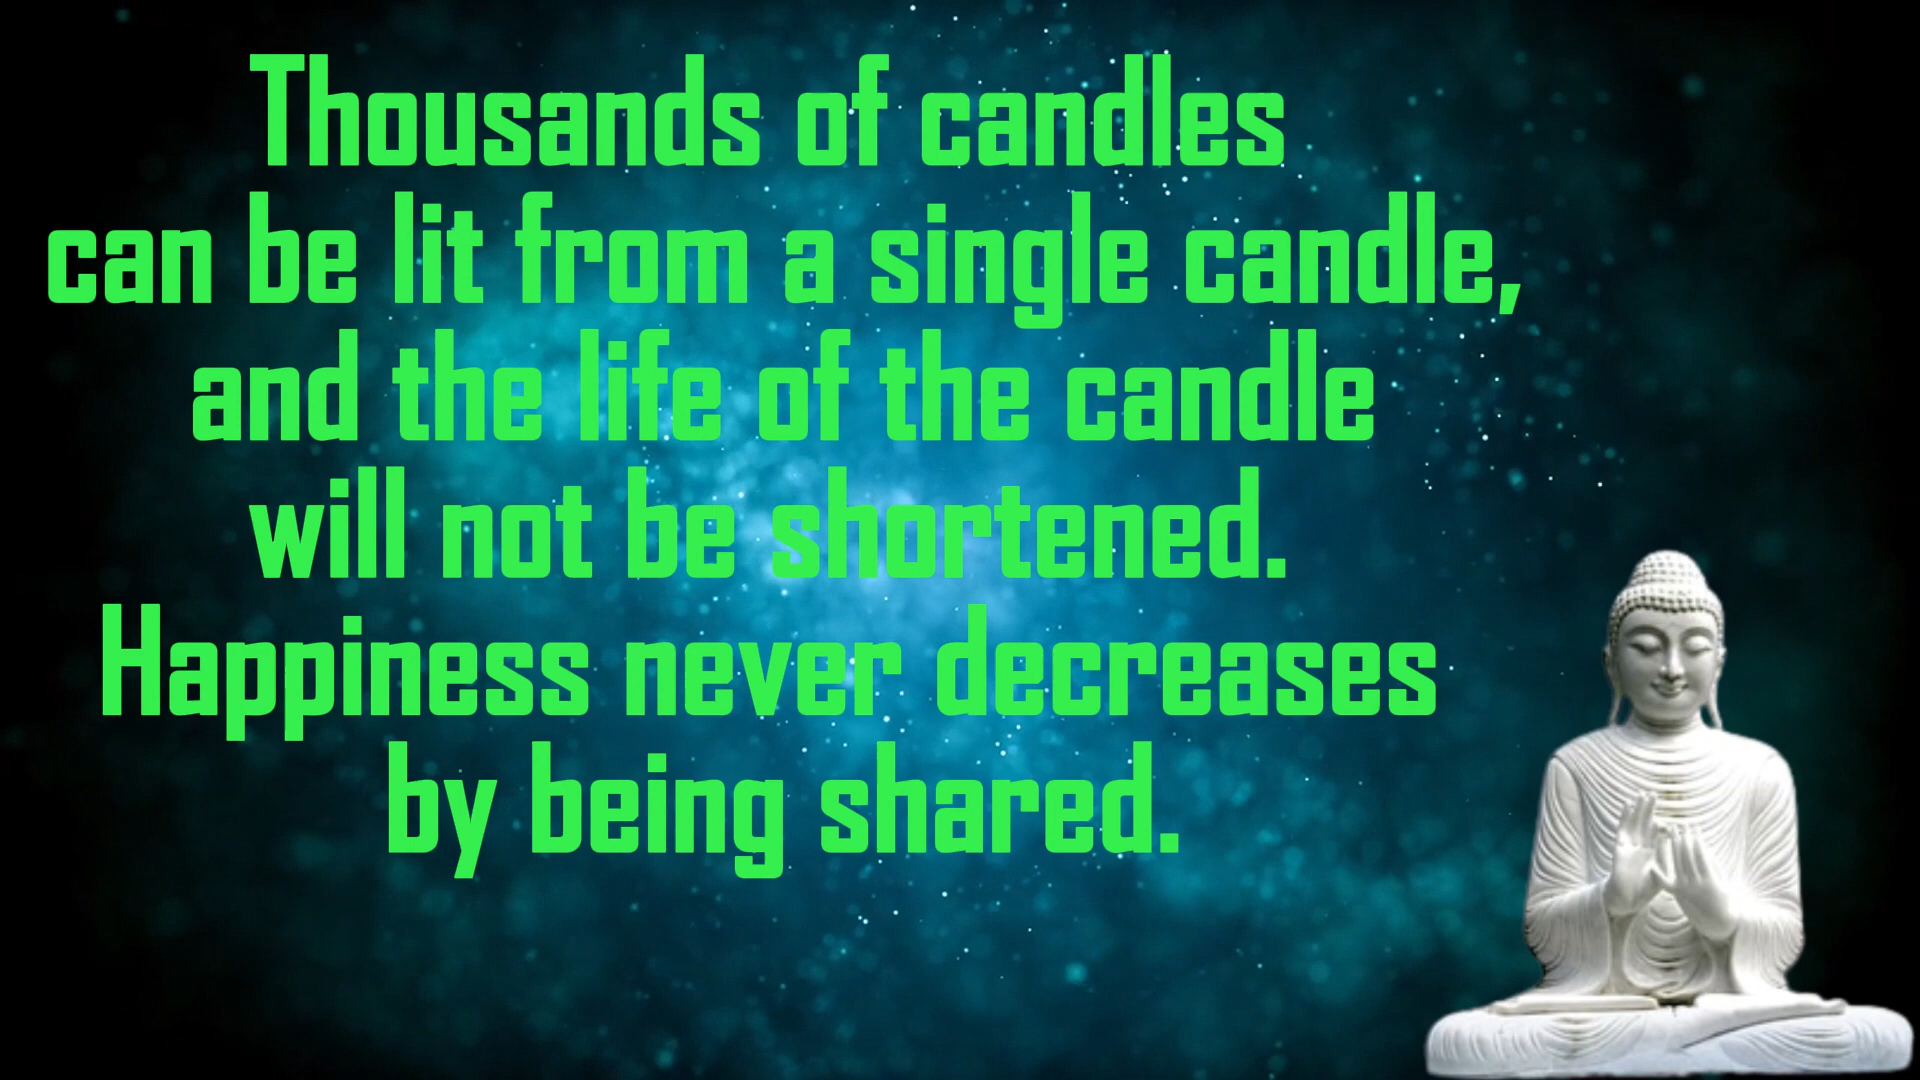 Thousands of candles
can be lit from a single candle,
and the life of the candle
will not be shortened.
Happiness never decreases
by being shared.